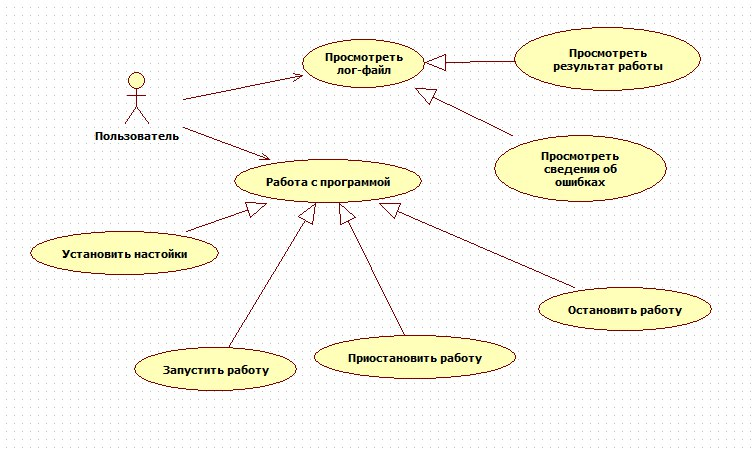 Просмотреть
лог-файл
Просмотреть
результат работы
Пользователь
Просмотреть
сведения об
ошибках
Работа с программой
Установить настойки
Остановить работу
Приостановить работу
Запустить работу